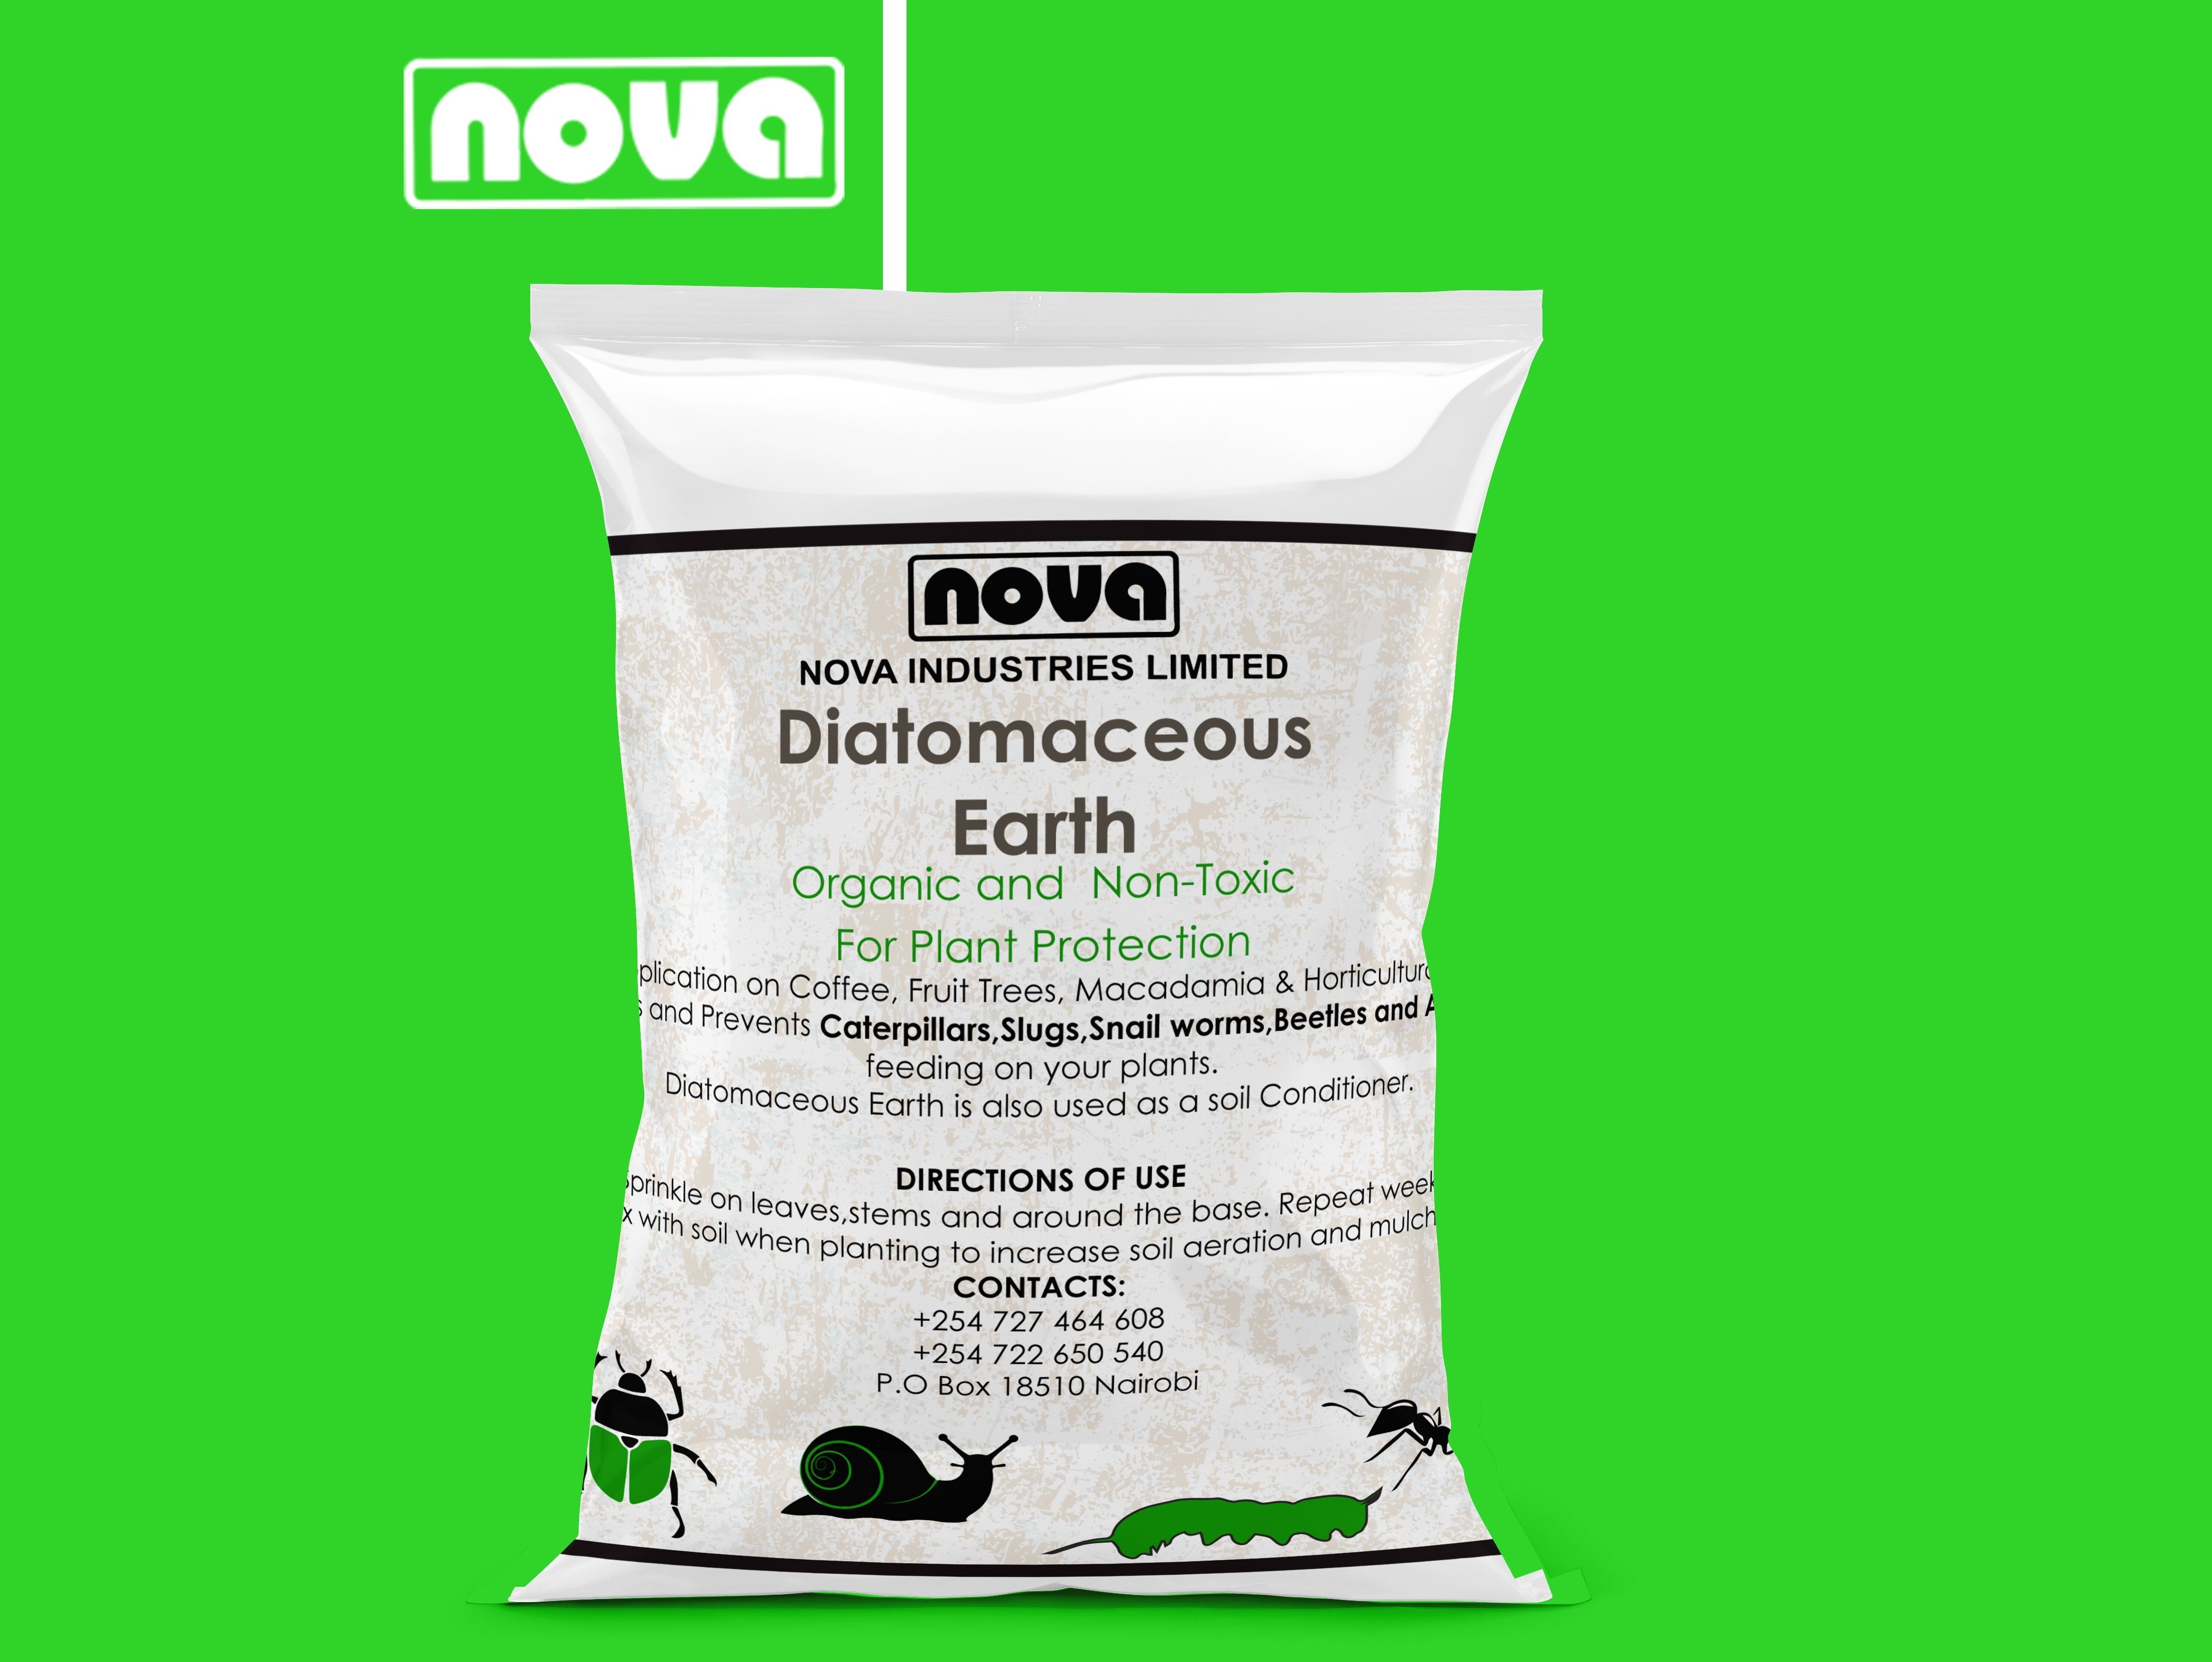 nova
nova
NOVA INDUSTRIES LIMITED
Diatomaceous
Earth
Organic and Non-Toxic
For Plant Protection
plication on Coffee, Fruit Trees, Macadamia & Horticultur
and Prevents Caterpillars,Slugs,Snail worms,Beetles and A
feeding on your plants.
Diatomaceous Earth is also used as a soil Conditioner.
DIRECTIONS OF USE
prinkle on leaves,stems and around the base. Repeat week
x with soil when planting to increase soil aeration and mulch
CONTACTS:
+254 727 464 608
+254 722 650 540
P.O Box 18510 Nairobi